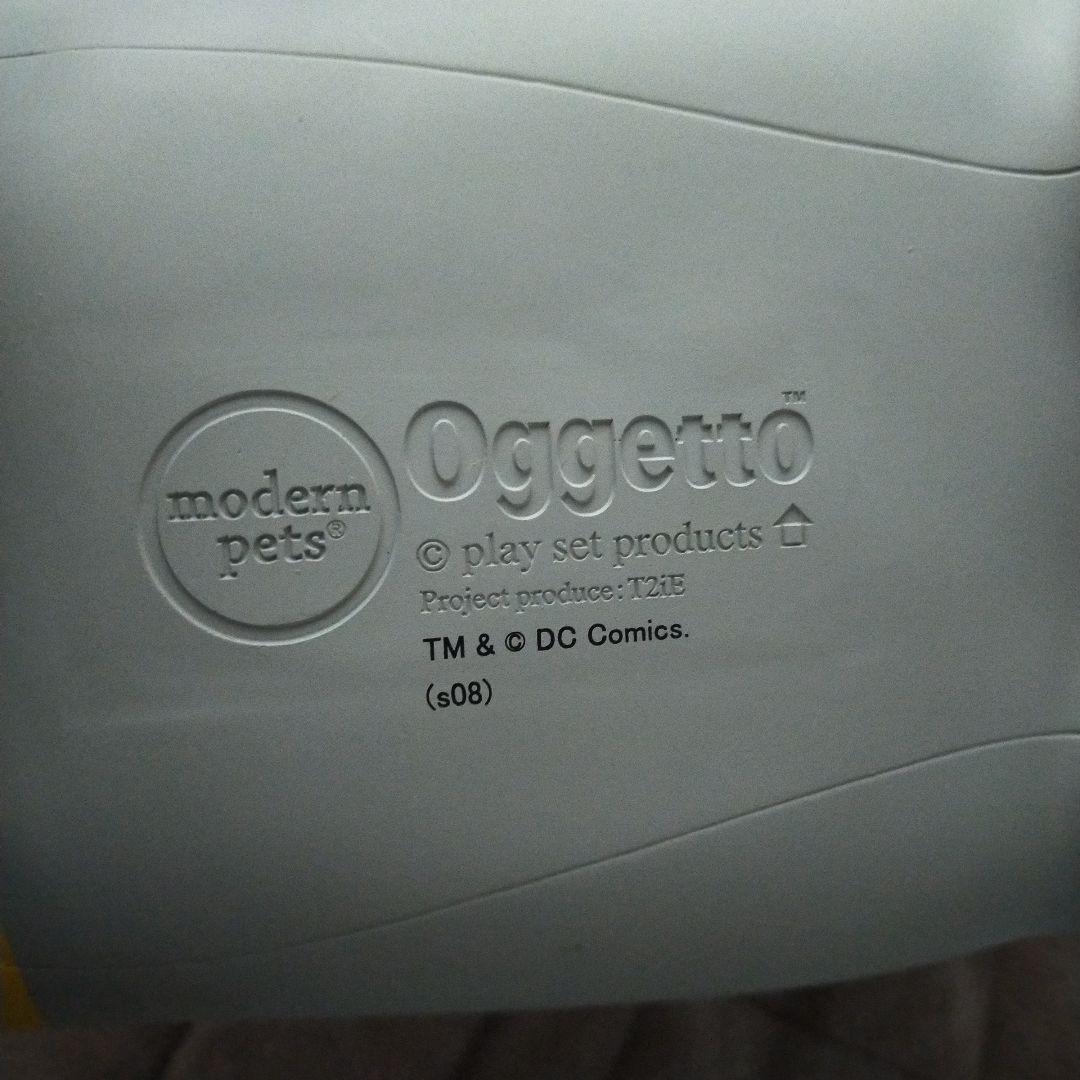 modern
pets®
Oggetto™
© play set products
Project produce:T2iE
TM & © DC Comics.
(s08)